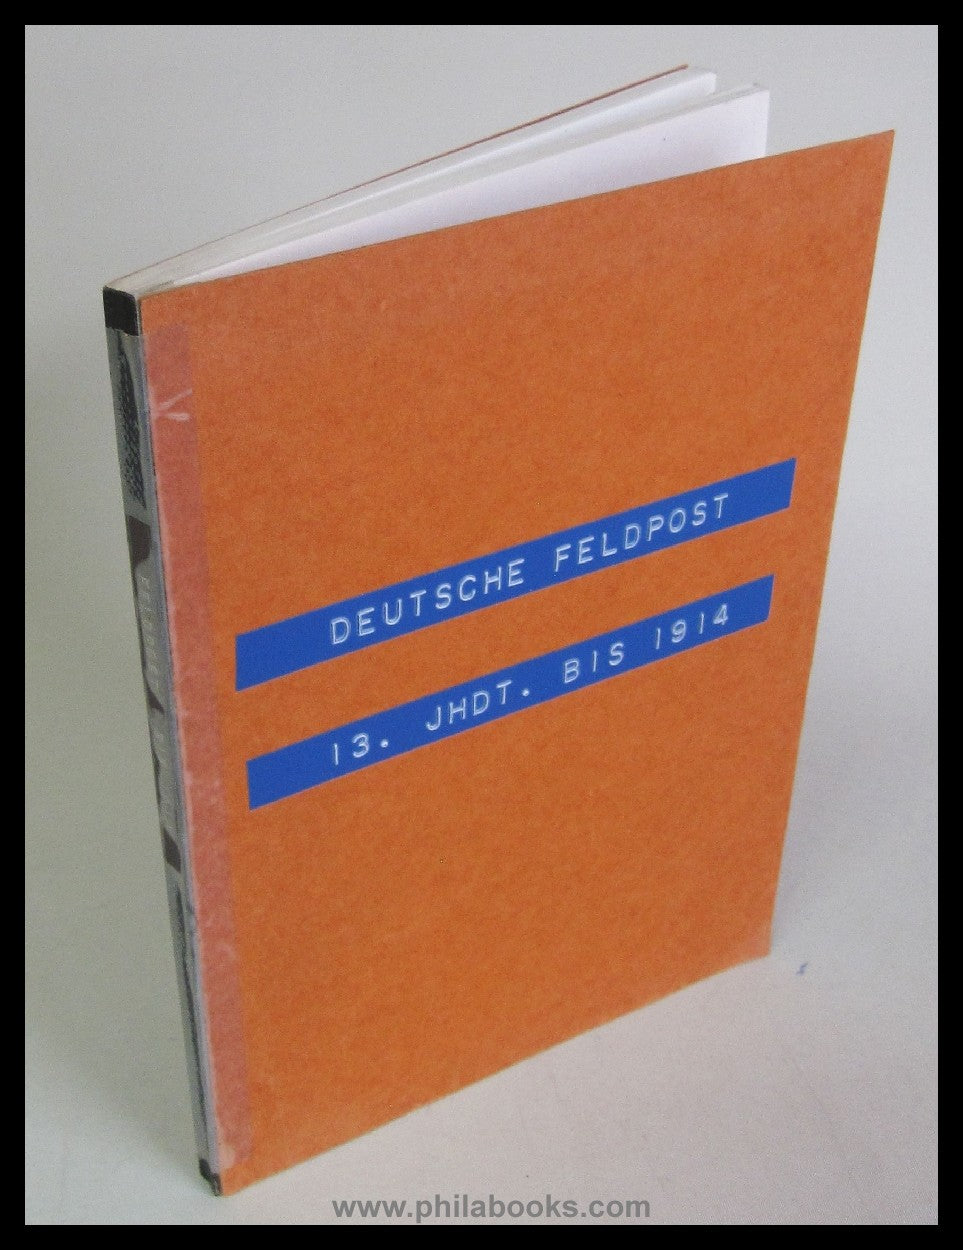 DEUTSCHE FELDPOST
13. JHDT. BIS 1914
www.philabooks.com